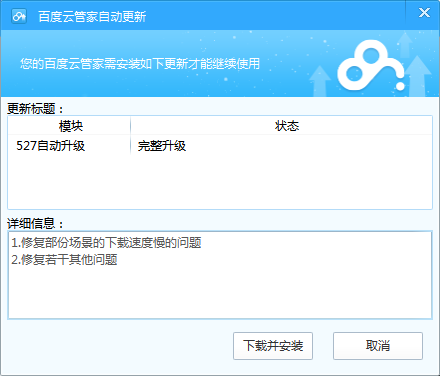 百度云管家自动更新
您的百度云管家需安装如下更新才能继续使用
更新标题：
模块 状态
527自动升级 完整升级
详细信息：
1.修复部份场景的下载速度慢的问题
2.修复若干其他问题
下载并安装 取消